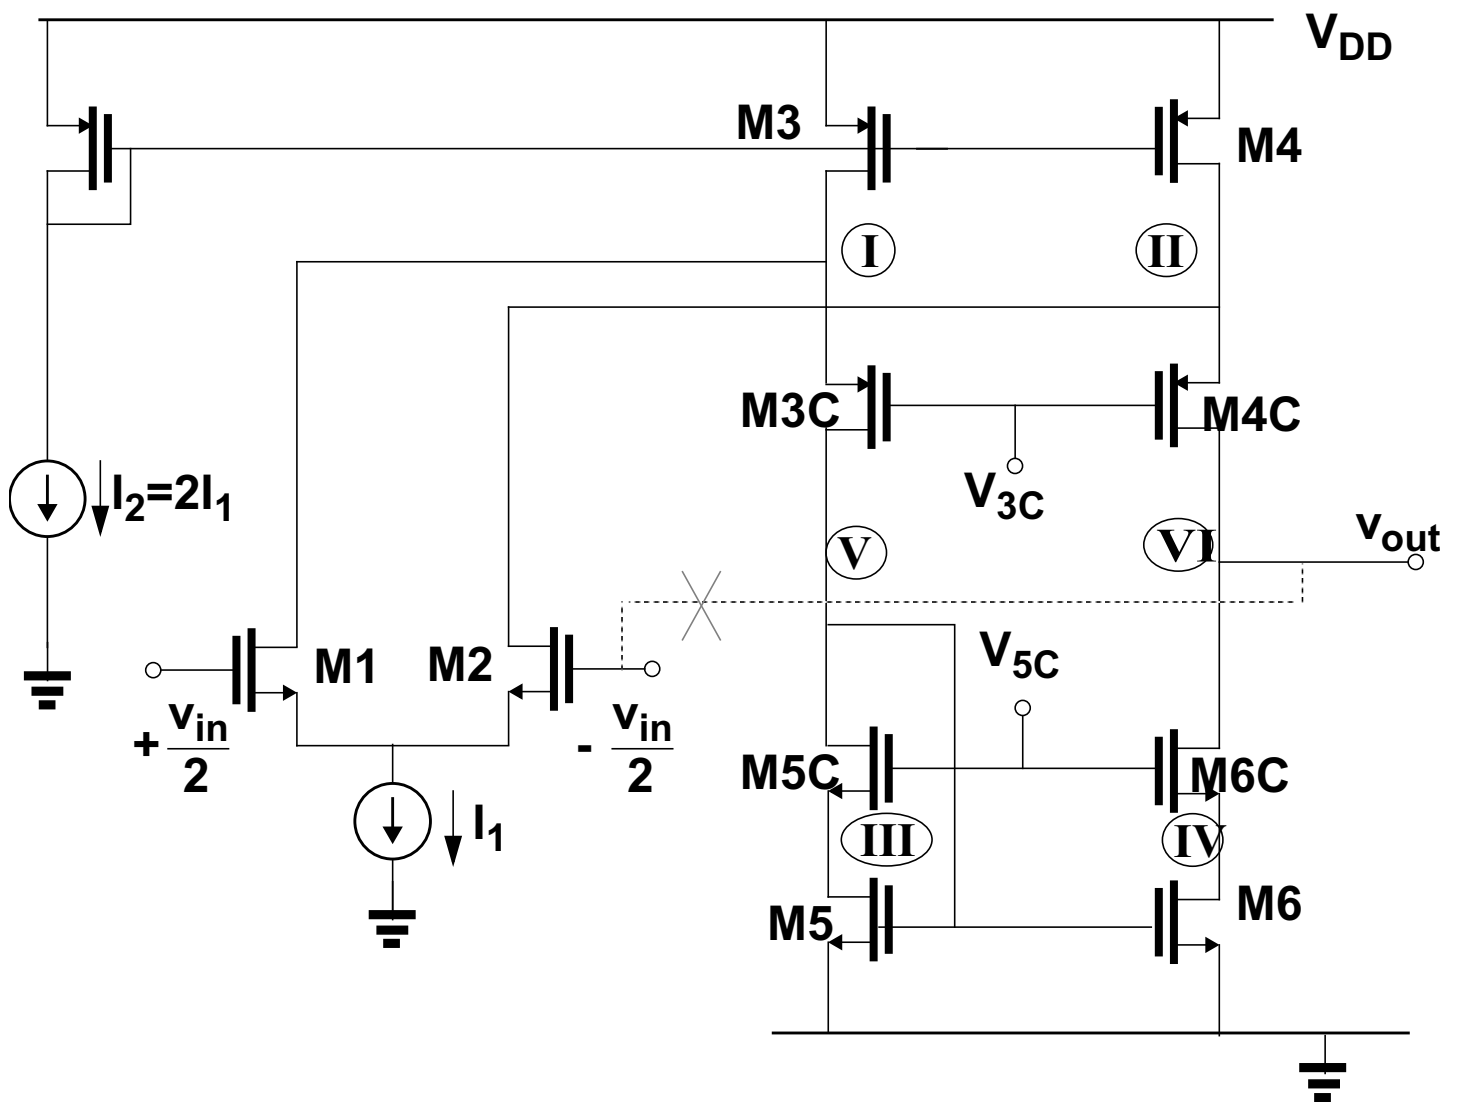 VDD
M3
M4
I
II
M3C
M4C
V3C
I2=2I1
V
VI
vout
M1
M2
V5C
+ vin/2
- vin/2
M5C
M6C
I1
III
IV
M5
M6